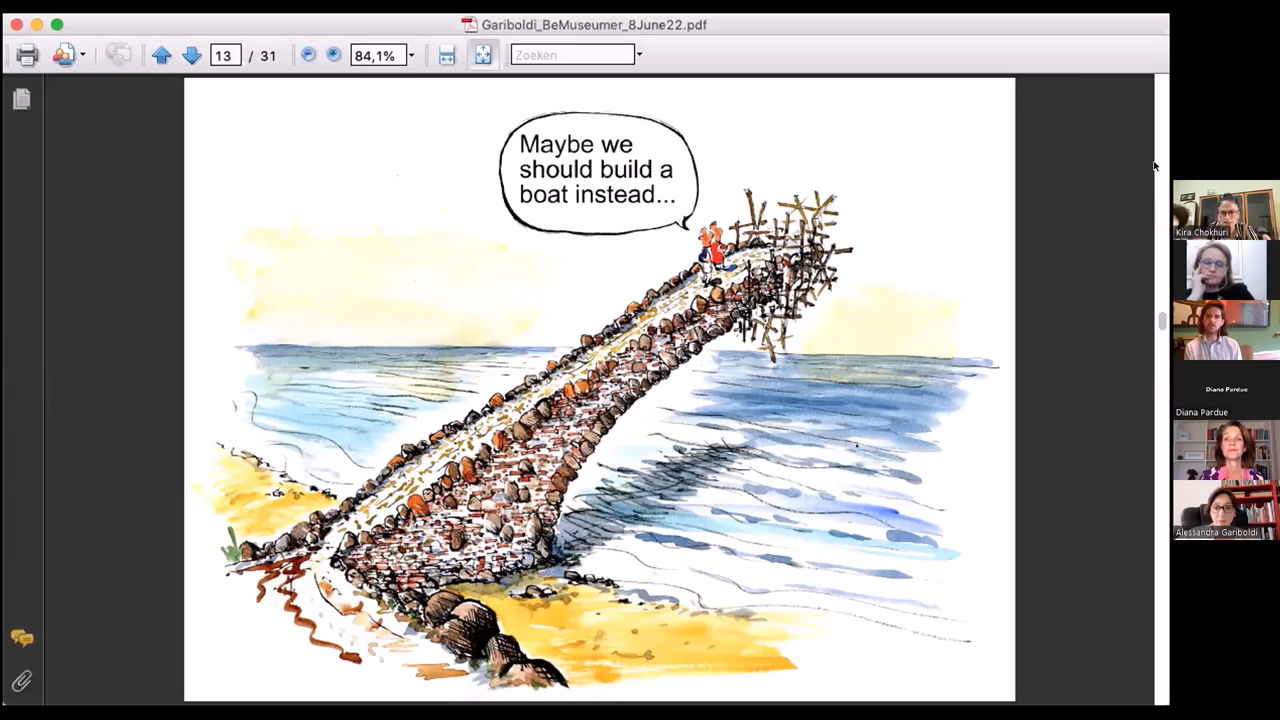 Gariboldi_BeMuseumer_8June22.pdf
13 / 31
84,1%
Zoeken
Maybe we
should build a
boat instead...
Kira Chokhuri
Diana Pardue
Diana Pardue
Alessandra Gariboldi